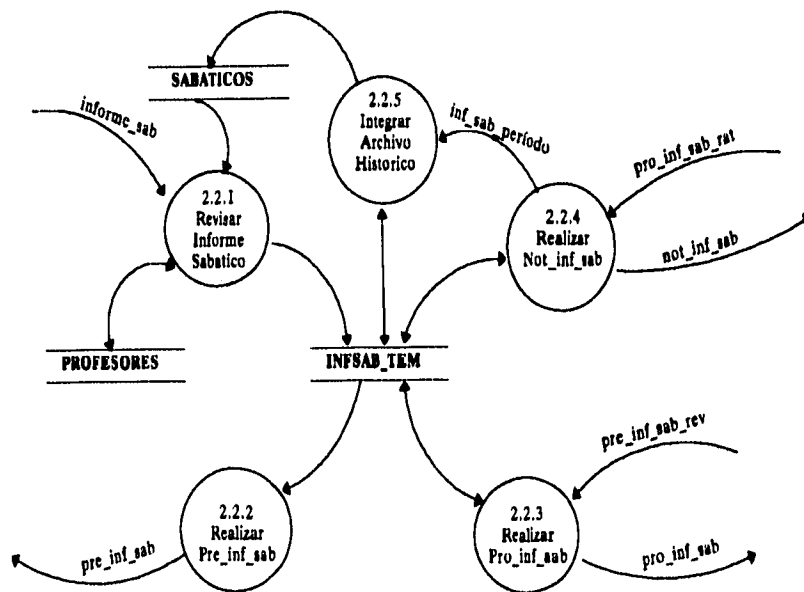 SABATICOS
informe_sab
2.2.5
Integrar
Archivo
Historico
inf_sab_período
pro_inf_sab_rat
2.2.1
Revisar
Informe
Sabatico
2.2.4
Realizar
Not_inf_sab
not_inf_sab
PROFESORES
INFSAB_TEM
pre_inf_sab_rev
2.2.2
Realizar
Pre_inf_sab
2.2.3
Realizar
Pro_inf_sab
pre_inf_sab
pro_inf_sab